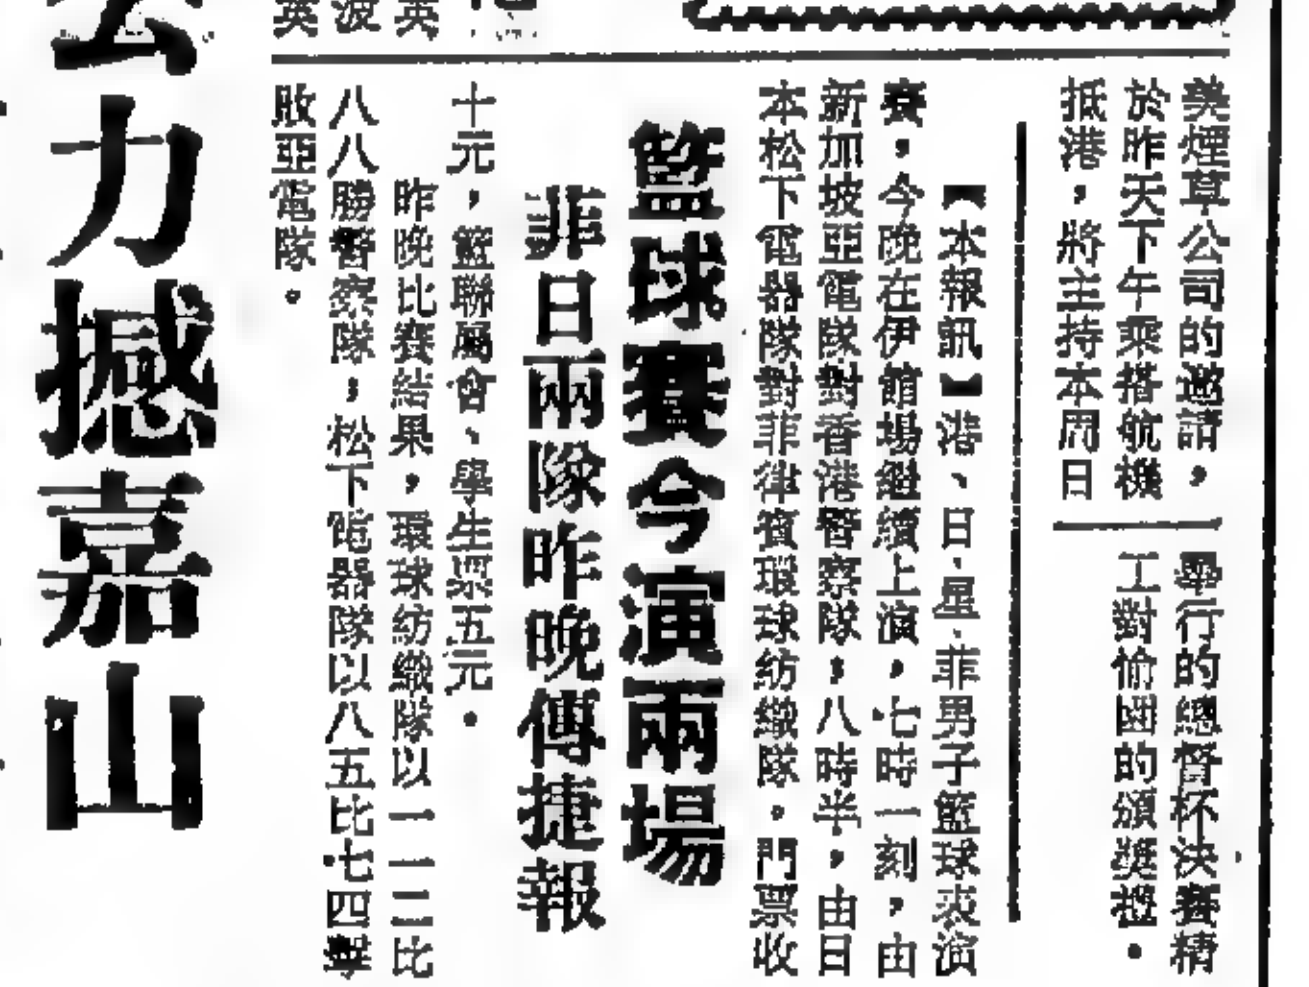 美煙草公司的邀請，
於昨天下午乘搭航機
抵港，將主持本周日
舉行的總督杯決賽精
工對愉園的頒獎禮．
籃球賽今演兩場
菲日兩隊昨晚傳捷報
【本報訊】港、日、星、菲男子籃球表演
賽，今晚在伊館場繼續上演，七時一刻，由
新加坡亞電隊對香港警察隊，八時半，由日
本松下電器隊對菲律賓環球紡織隊。門票收
十元，籃聯屬會、學生票五元．
昨晚比賽結果，環球紡織隊以一一二比
八八勝警察隊，松下電器隊以八五比七四擊
敗亞電隊．
力撼嘉山